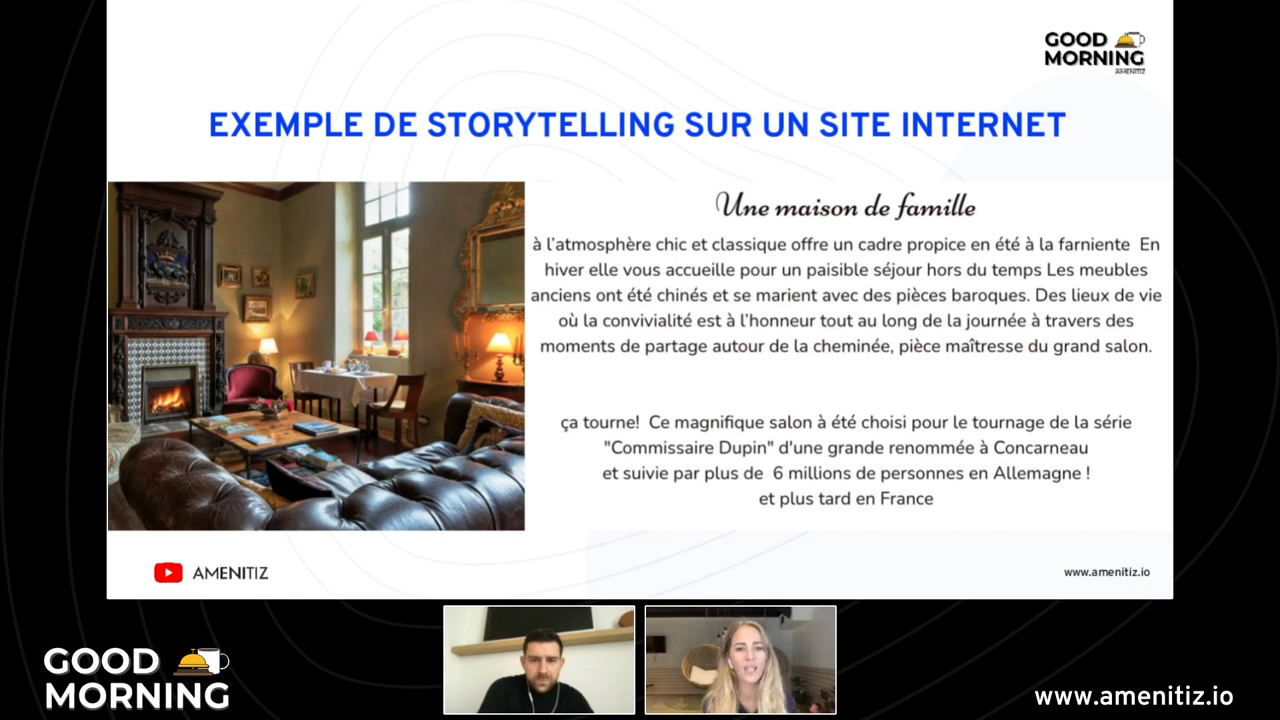 GOOD
MORNING
AMENITIZ
EXEMPLE DE STORYTELLING SUR UN SITE INTERNET
Une maison de famille
à l'atmosphère chic et classique offre un cadre propice en été à la farniente  En
hiver elle vous accueille pour un paisible séjour hors du temps Les meubles
anciens ont été chinés et se marient avec des pièces baroques. Des lieux de vie
où la convivialité est à l'honneur tout au long de la journée à travers des
moments de partage autour de la cheminée, pièce maîtresse du grand salon.
ça tourne!  Ce magnifique salon à été choisi pour le tournage de la série
"Commissaire Dupin" d'une grande renommée à Concarneau
et suivie par plus de  6 millions de personnes en Allemagne !
et plus tard en France
AMENITIZ
www.amenitiz.io
GOOD
MORNING
www.amenitiz.io